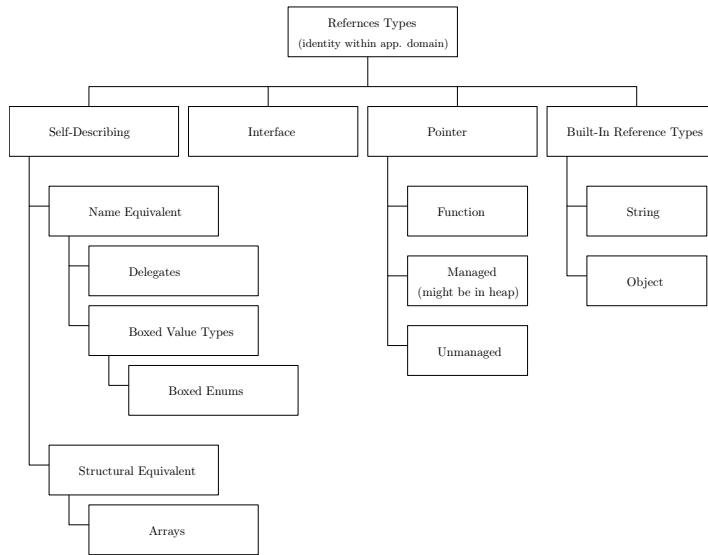 Refernces Types
(identity within app. domain)
Self-Describing
Interface
Pointer
Built-In Reference Types
Name Equivalent
Function
String
Delegates
Managed
(might be in heap)
Object
Boxed Value Types
Unmanaged
Boxed Enums
Structural Equivalent
Arrays